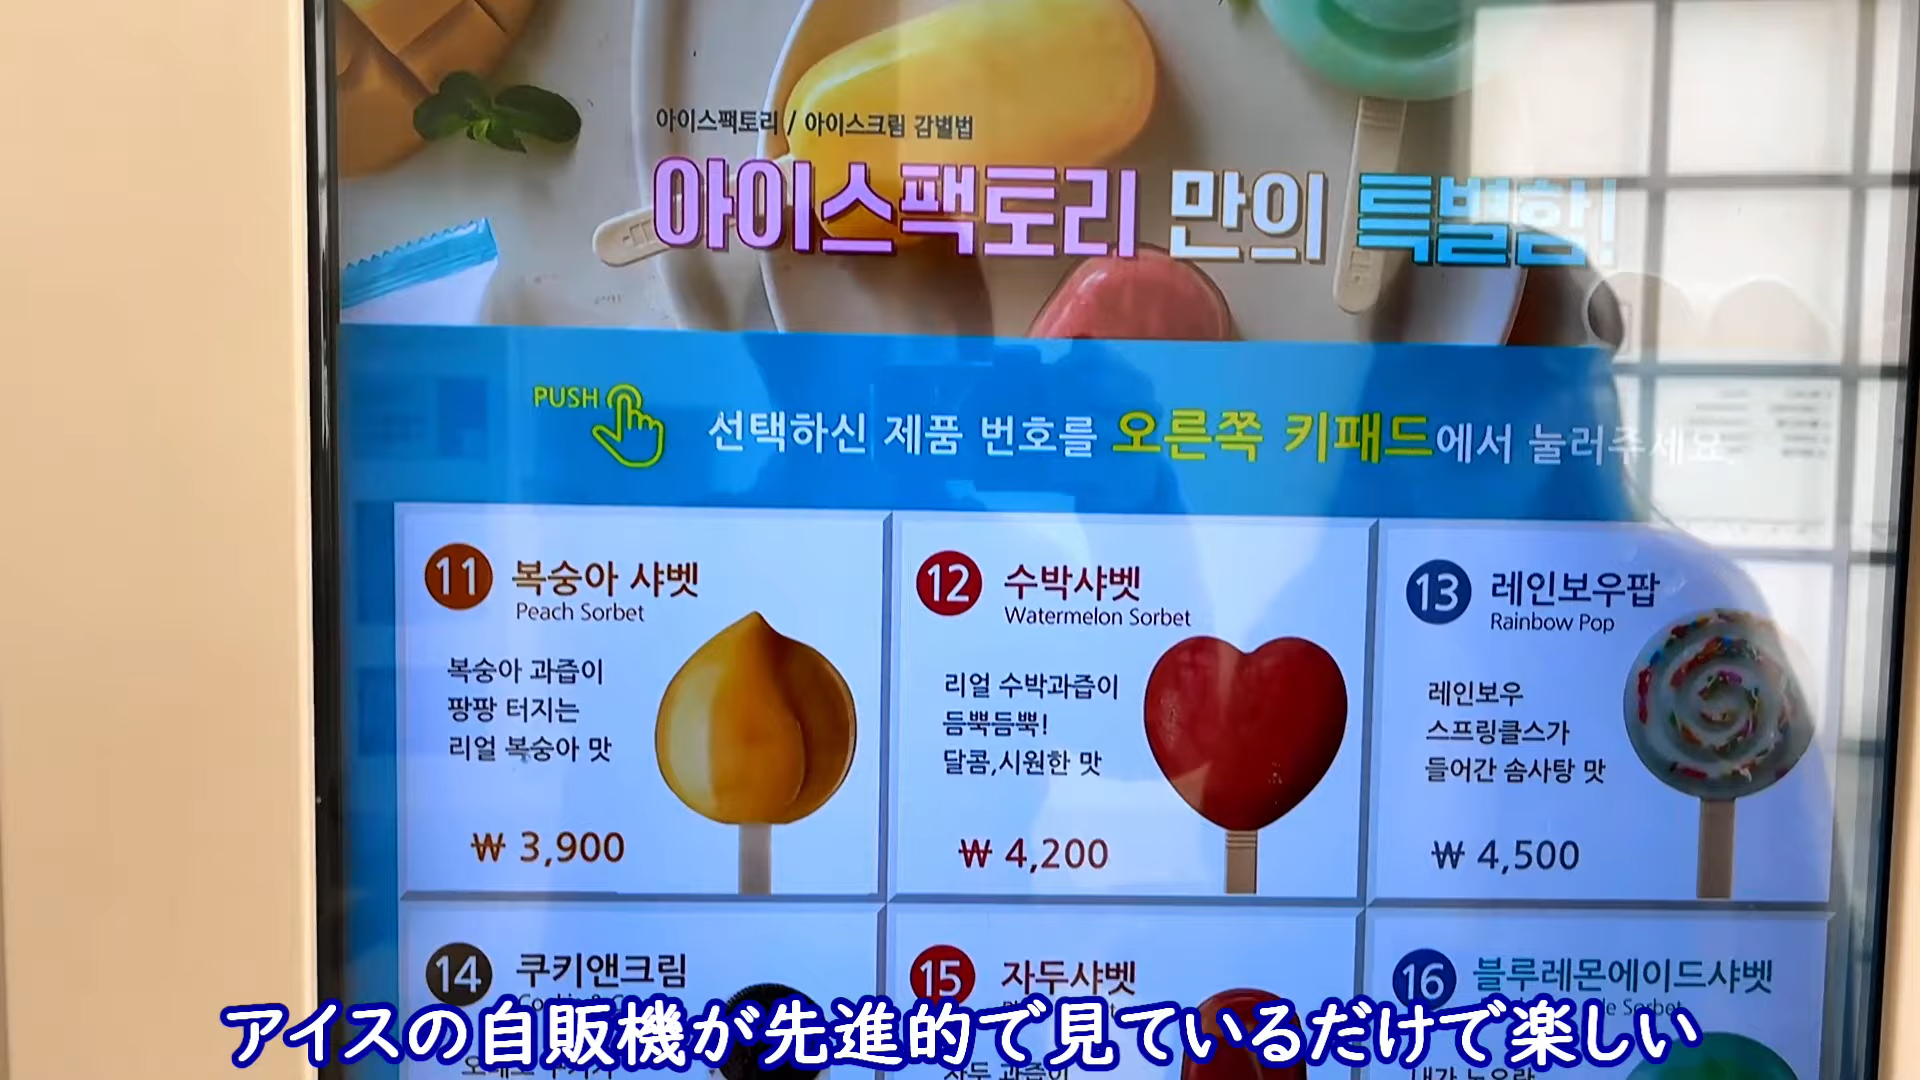 아이스팩토리 / 아이스크림 감별법
아이스팩토리 만의 특별함!
PUSH
선택하신 제품 번호를 오른쪽 키패드에서 눌러주세요
11 복숭아 샤벳
Peach Sorbet
복숭아 과즙이
팡팡 터지는
리얼 복숭아 맛
₩ 3,900
12 수박샤벳
Watermelon Sorbet
리얼 수박과즙이
듬뿍듬뿍!
달콤,시원한 맛
₩ 4,200
13 레인보우팝
Rainbow Pop
레인보우
스프링클스가
들어간 솜사탕 맛
₩ 4,500
14 쿠키앤크림
15 자두샤벳
자두 과즙이
16 블루레몬에이드샤벳
Sorbet
アイスの自販機が先進的で見ているだけで楽しい